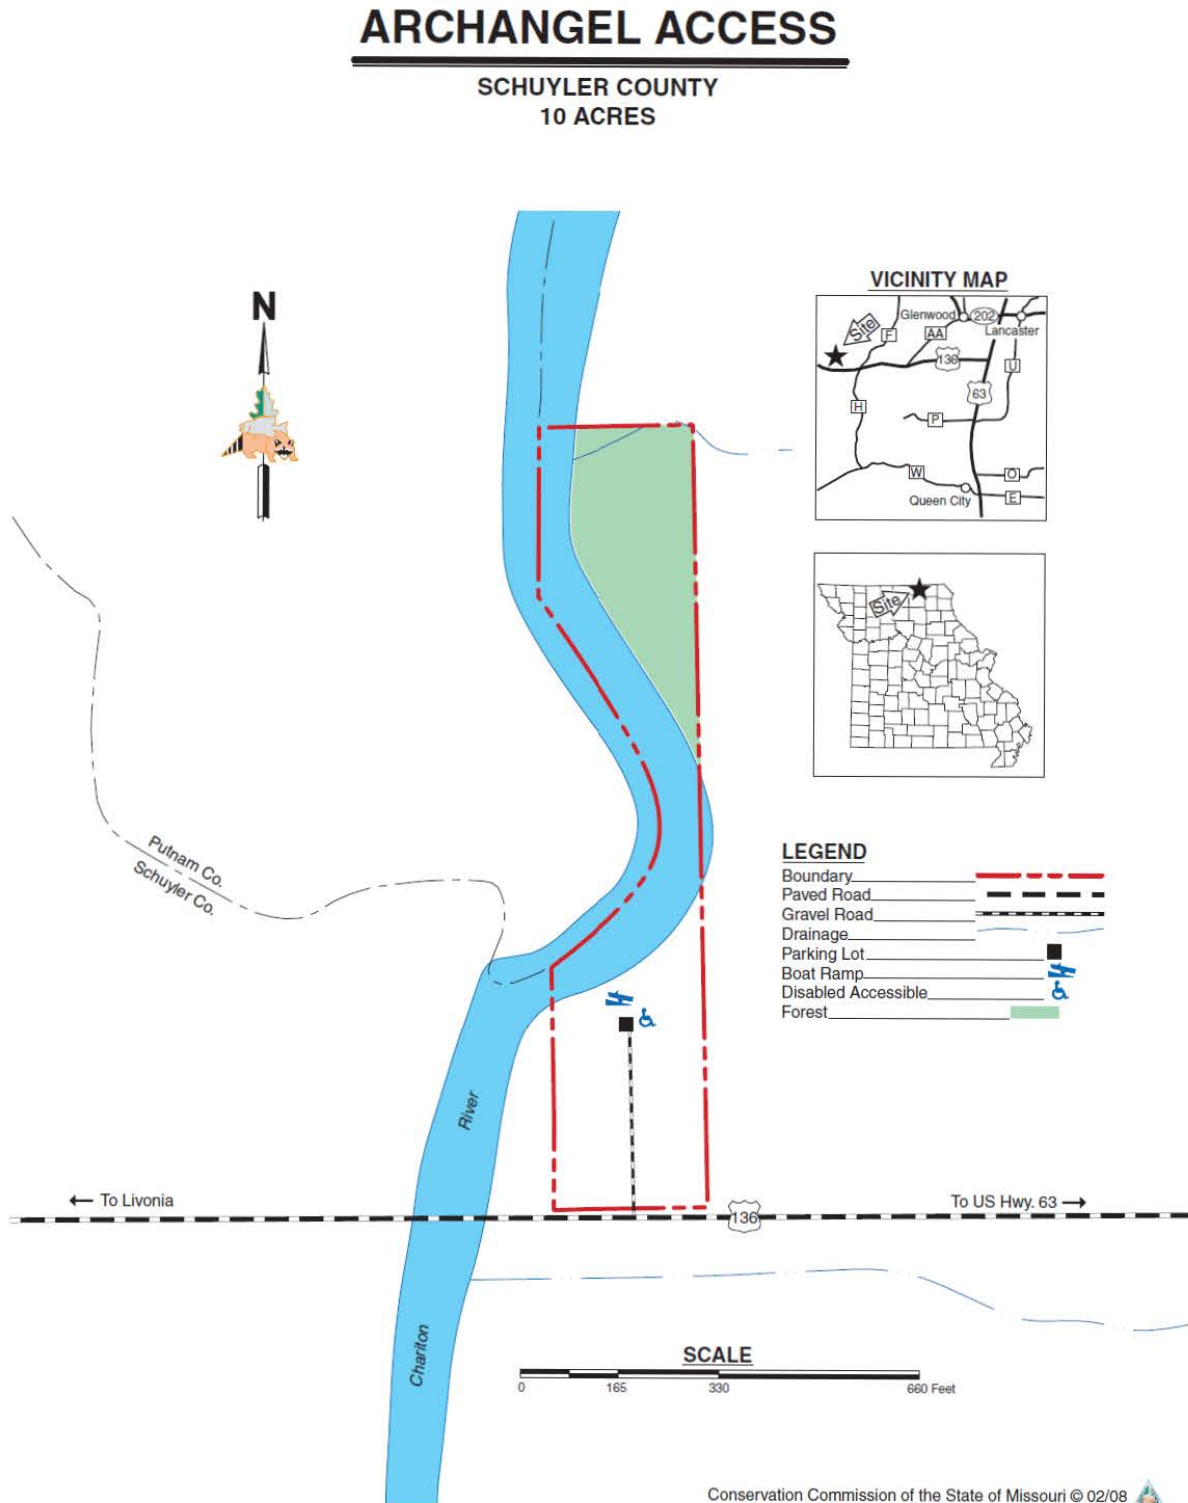 ARCHANGEL ACCESS
SCHUYLER COUNTY
10 ACRES
N
VICINITY MAP
Glenwood
202
Lancaster
Site
F
AA
136
U
63
H
P
W
O
Queen City
E
Site
Putnam Co.
Schuyler Co.
LEGEND
Boundary
Paved Road
Gravel Road
Drainage
Parking Lot
Boat Ramp
Disabled Accessible
Forest
River
To Livonia
To US Hwy. 63
136
Chariton
SCALE
0 165 330 660 Feet
Conservation Commission of the State of Missouri © 02/08